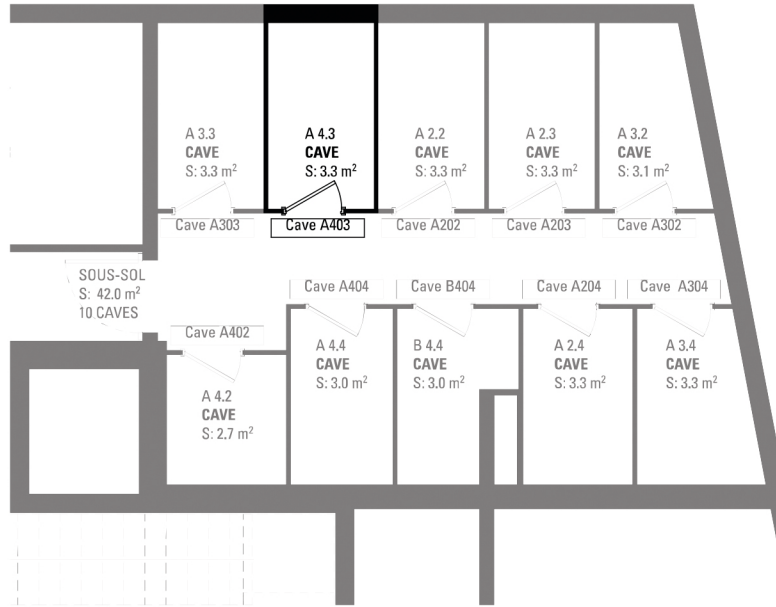 A 3.3
CAVE
S: 3.3 m²
A 4.3
CAVE
S: 3.3 m²
A 2.2
CAVE
S: 3.3 m²
A 2.3
CAVE
S: 3.3 m²
A 3.2
CAVE
S: 3.1 m²
Cave A303
Cave A403
Cave A202
Cave A203
Cave A302
SOUS-SOL
S: 42.0 m²
10 CAVES
Cave A402
Cave A404
Cave B404
Cave A204
Cave A304
A 4.2
CAVE
S: 2.7 m²
A 4.4
CAVE
S: 3.0 m²
B 4.4
CAVE
S: 3.0 m²
A 2.4
CAVE
S: 3.3 m²
A 3.4
CAVE
S: 3.3 m²